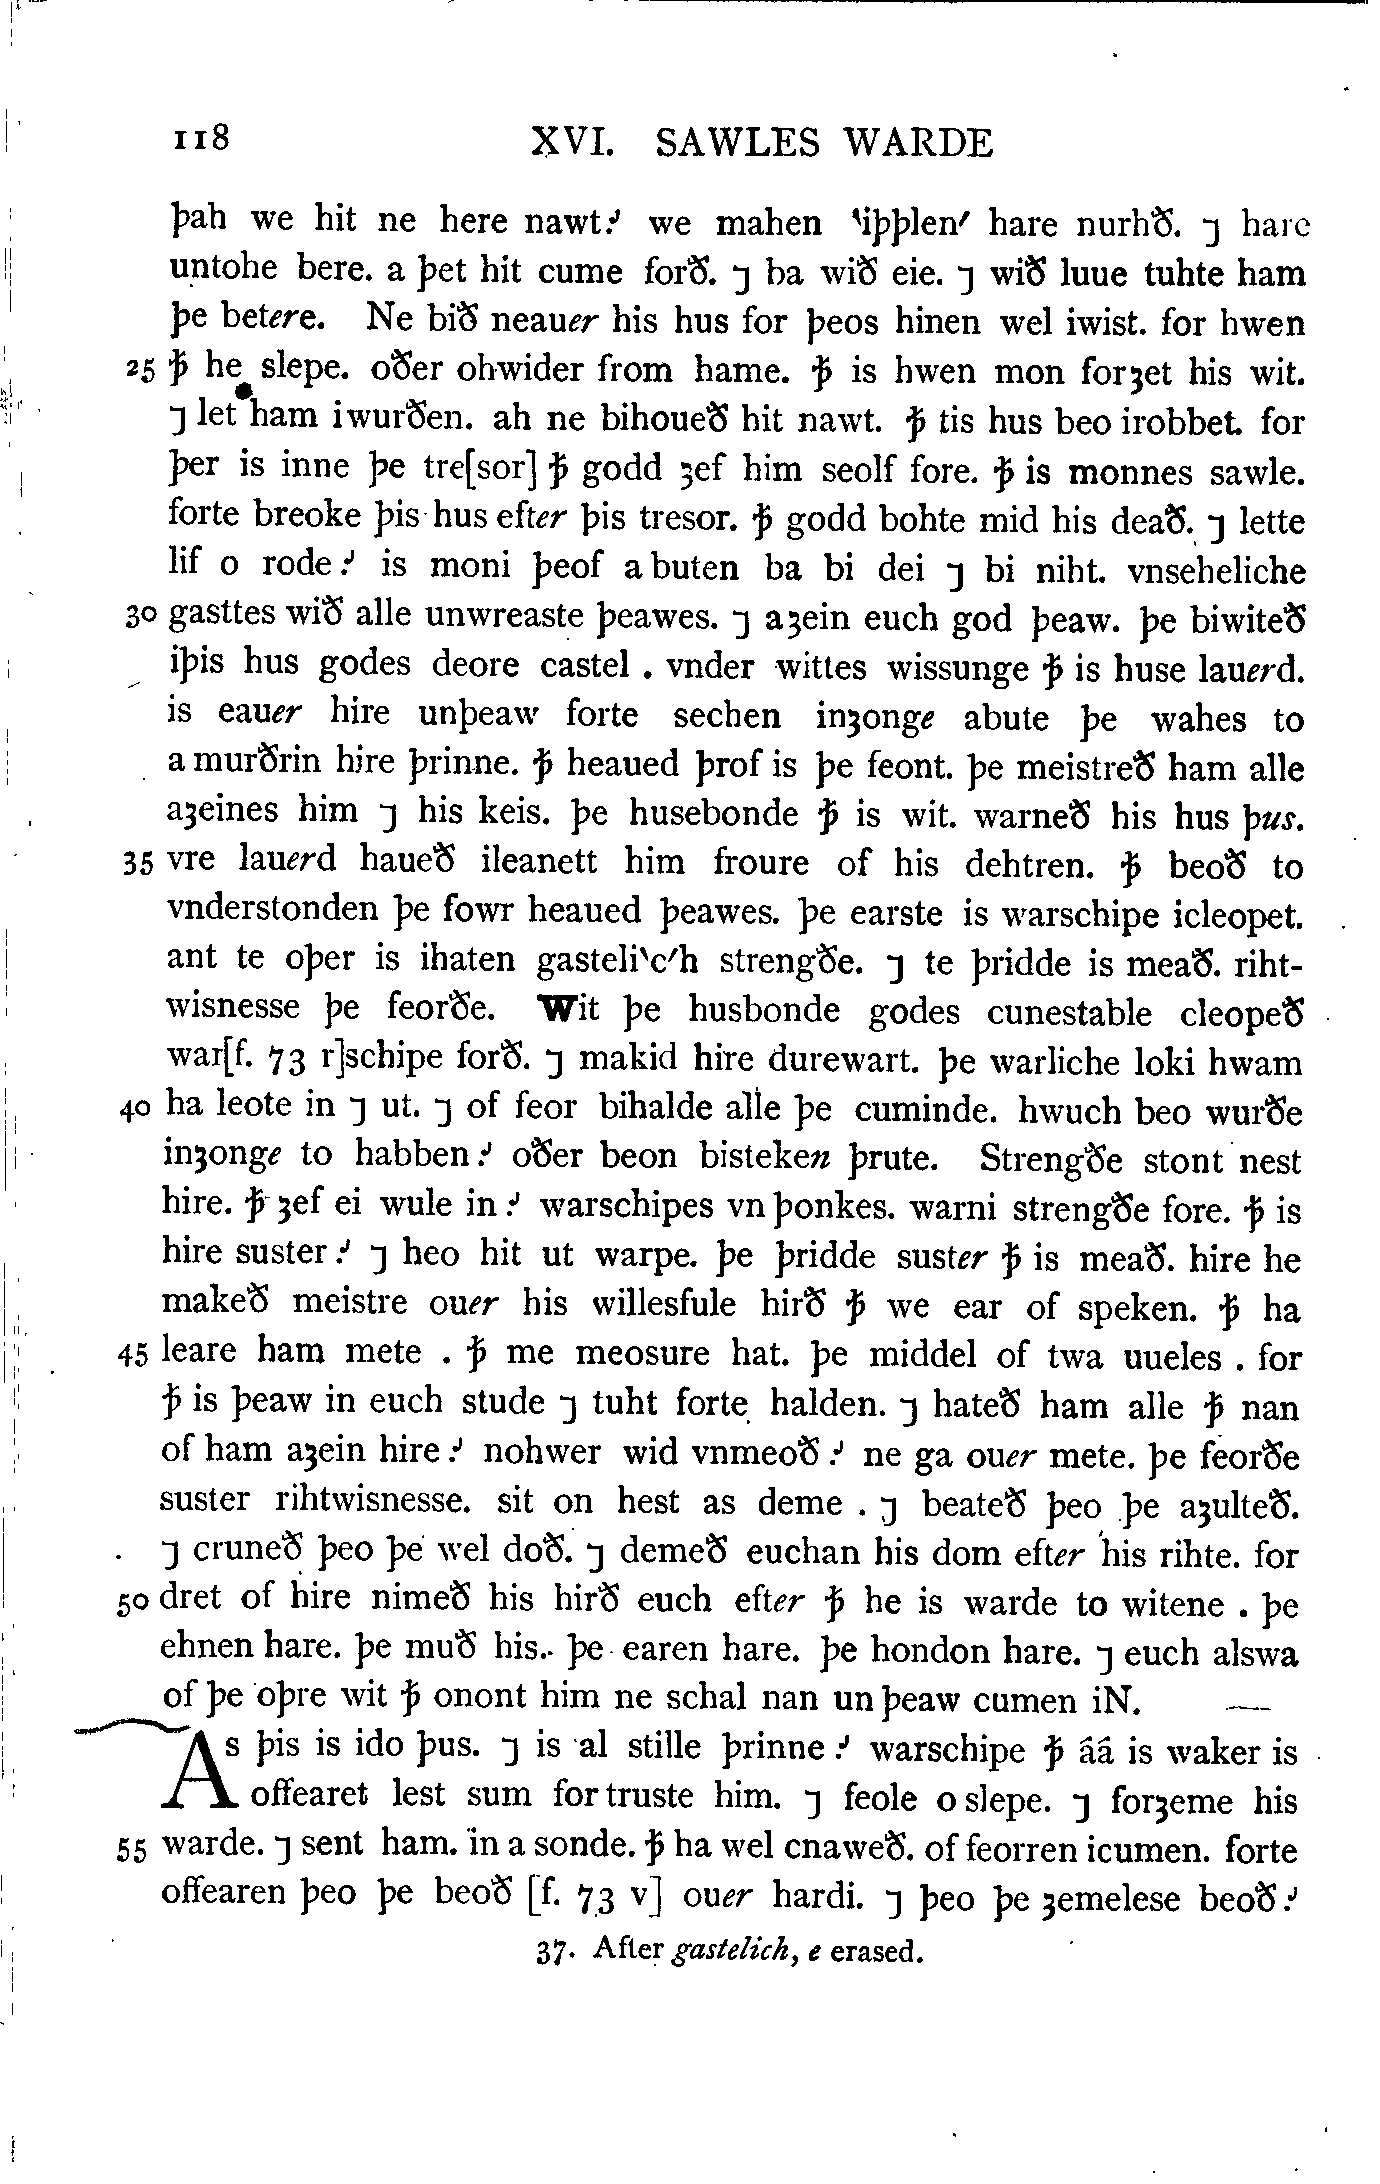 118 XVI. SAWLES WARDE
þah we hit ne here nawt⹎ we mahen ‵iþþlen′ hare nurhð. ⁊ hare
untohe bere. a þet hit cume forð. ⁊ ba wið eie. ⁊ wið luue tuhte ham
þe betere. Ne bið neauer his hus for þeos hinen wel iwist. for hwen
25 ꝥ he slepe. oðer ohwider from hame. ꝥ is hwen mon forȝet his wit.
⁊ let ham iwurðen. ah ne bihoueð hit nawt. ꝥ tis hus beo irobbet. for
þer is inne þe tre[sor] ꝥ godd ȝef him seolf fore. ꝥ is monnes sawle.
forte breoke þis hus efter þis tresor. ꝥ godd bohte mid his deað. ⁊ lette
lif o rode⹎ is moni þeof a buten ba bi dei ⁊ bi niht. vnseheliche
30 gasttes wið alle unwreaste þeawes. ⁊ aȝein euch god þeaw. þe biwiteð
iþis hus godes deore castel . vnder wittes wissunge ꝥ is huse lauerd.
is eauer hire unþeaw forte sechen inȝonge abute þe wahes to
a murðrin hire þrinne. ꝥ heaued þrof is þe feont. þe meistreð ham alle
aȝeines him ⁊ his keis. þe husebonde ꝥ is wit. warneð his hus þus.
35 vre lauerd haueð ileanett him froure of his dehtren. ꝥ beoð to
vnderstonden þe fowr heaued þeawes. þe earste is warschipe icleopet.
ant te oþer is ihaten gasteli‵c′h strengðe. ⁊ te þridde is meað. riht-
wisnesse þe feorðe. Wit þe husbonde godes cunestable cleopeð
war[f. 73 r]schipe forð. ⁊ makid hire durewart. þe warliche loki hwam
40 ha leote in ⁊ ut. ⁊ of feor bihalde alle þe cuminde. hwuch beo wurðe
inȝonge to habben⹎ oðer beon bisteken þrute. Strengðe stont nest
hire. ꝥ ȝef ei wule in⹎ warschipes vn þonkes. warni strengðe fore. ꝥ is
hire suster⹎ ⁊ heo hit ut warpe. þe þridde suster ꝥ is meað. hire he
makeð meistre ouer his willesfule hirð ꝥ we ear of speken. ꝥ ha
45 leare ham mete . ꝥ me meosure hat. þe middel of twa uueles . for
ꝥ is þeaw in euch stude ⁊ tuht forte halden. ⁊ hateð ham alle ꝥ nan
of ham aȝein hire⹎ nohwer wid vnmeoð⹎ ne ga ouer mete. þe feorðe
suster rihtwisnesse. sit on hest as deme . ⁊ beateð þeo þe aȝulteð.
⁊ cruneð þeo þe wel doð. ⁊ demeð euchan his dom efter his rihte. for
50 dret of hire nimeð his hirð euch efter ꝥ he is warde to witene . þe
ehnen hare. þe muð his. þe earen hare. þe hondon hare. ⁊ euch alswa
of þe oþre wit ꝥ onont him ne schal nan un þeaw cumen iN. —
As þis is ido þus. ⁊ is al stille þrinne⹎ warschipe ꝥ áá is waker is
offearet lest sum for truste him. ⁊ feole o slepe. ⁊ forȝeme his
55 warde. ⁊ sent ham. in a sonde. ꝥ ha wel cnaweð. of feorren icumen. forte
offearen þeo þe beoð [f. 73 v] ouer hardi. ⁊ þeo þe ȝemelese beoð⹎
37. After gastelich, e erased.